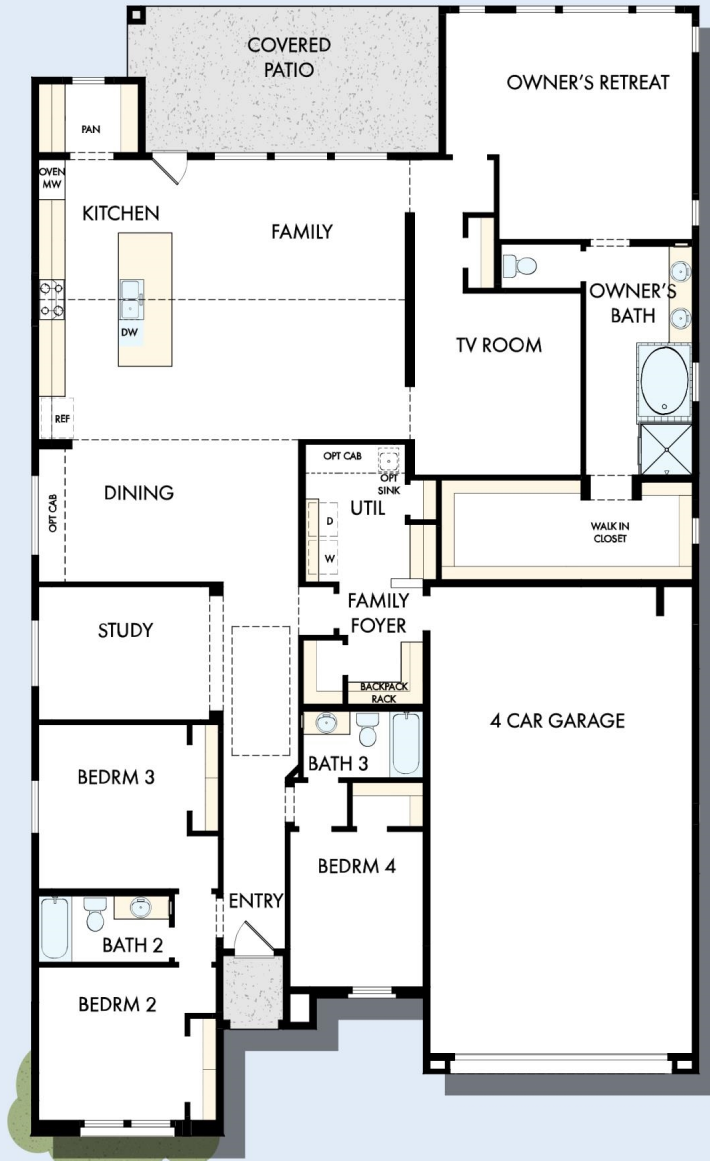 COVERED
PATIO
OWNER'S RETREAT
PAN
OVEN
MW
KITCHEN
FAMILY
OWNER'S
BATH
DW
TV ROOM
REF
OPT CAB
OPT
SINK
DINING
OPT CAB
UTIL
D
W
WALK IN
CLOSET
FAMILY
FOYER
STUDY
BACKPACK
RACK
4 CAR GARAGE
BATH 3
BEDRM 3
BEDRM 4
ENTRY
BATH 2
BEDRM 2